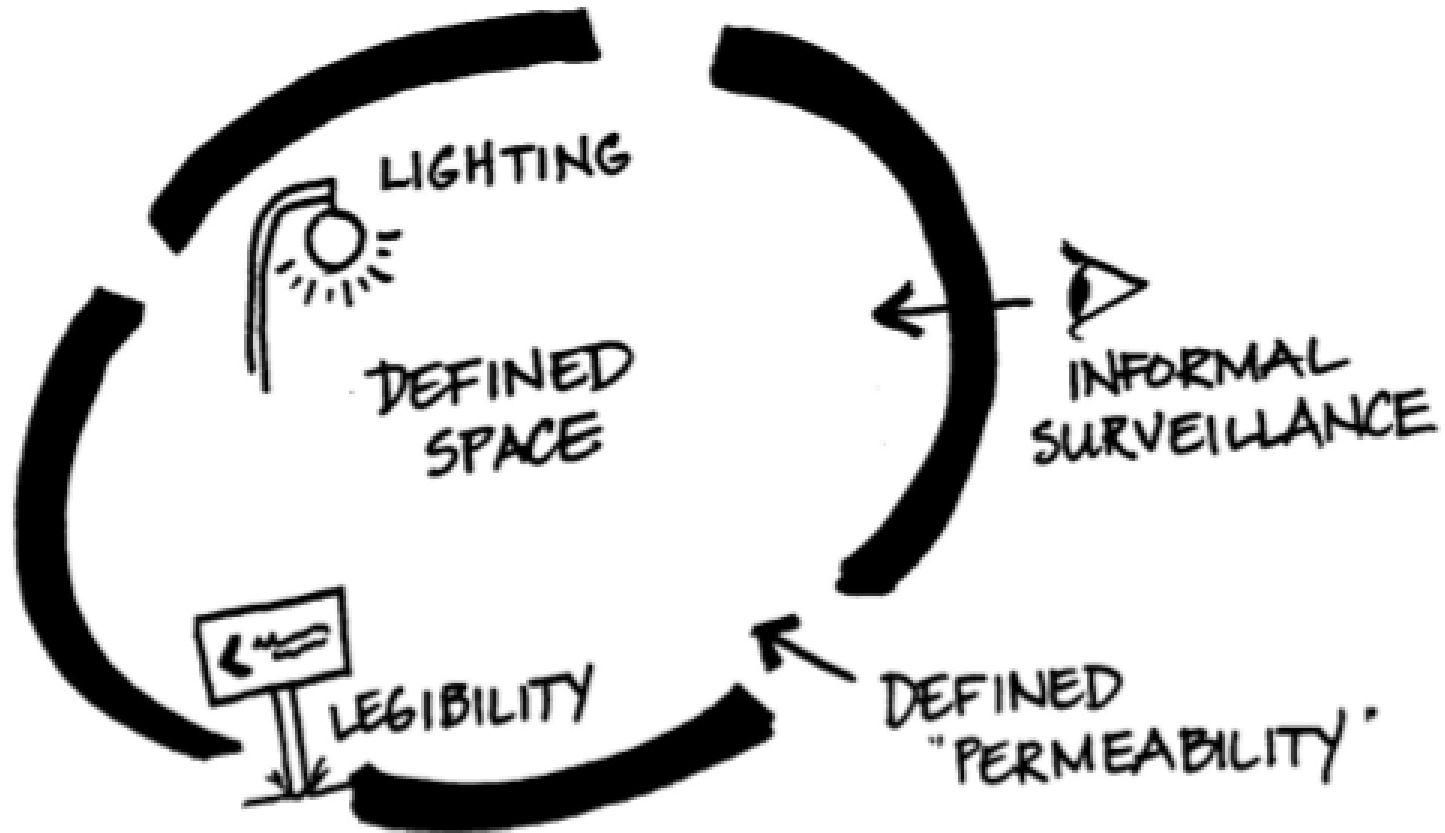 LIGHTING
DEFINED
SPACE
INFORMAL
SURVEILLANCE
LEGIBILITY
DEFINED
"PERMEABILITY"